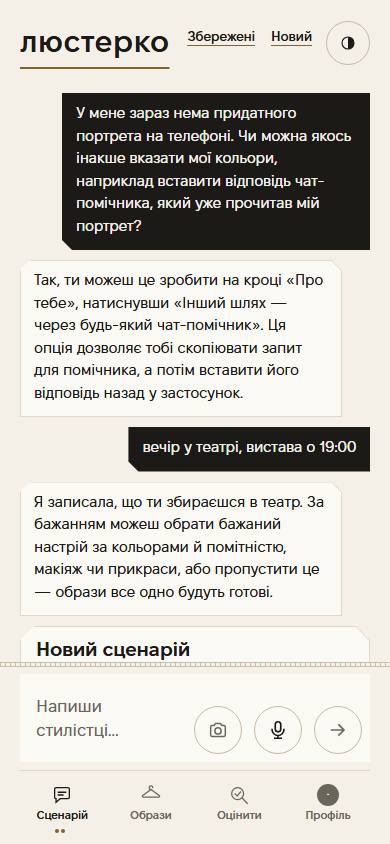 люстерко
Збережені
Новий
У мене зараз нема придатного
портрета на телефоні. Чи можна якось
інакше вказати мої кольори,
наприклад вставити відповідь чат-
помічника, який уже прочитав мій
портрет?
Так, ти можеш це зробити на кроці «Про
тебе», натиснувши «Інший шлях —
через будь-який чат-помічник». Ця
опція дозволяє тобі скопіювати запит
для помічника, а потім вставити його
відповідь назад у застосунок.
вечір у театрі, вистава о 19:00
Я записала, що ти збираєшся в театр. За
бажанням можеш обрати бажаний
настрій за кольорами й помітністю,
макіяж чи прикраси, або пропустити це
— образи все одно будуть готові.
Новий сценарій
Напиши
стилістці...
Сценарій
Образи
Оцінити
Профіль